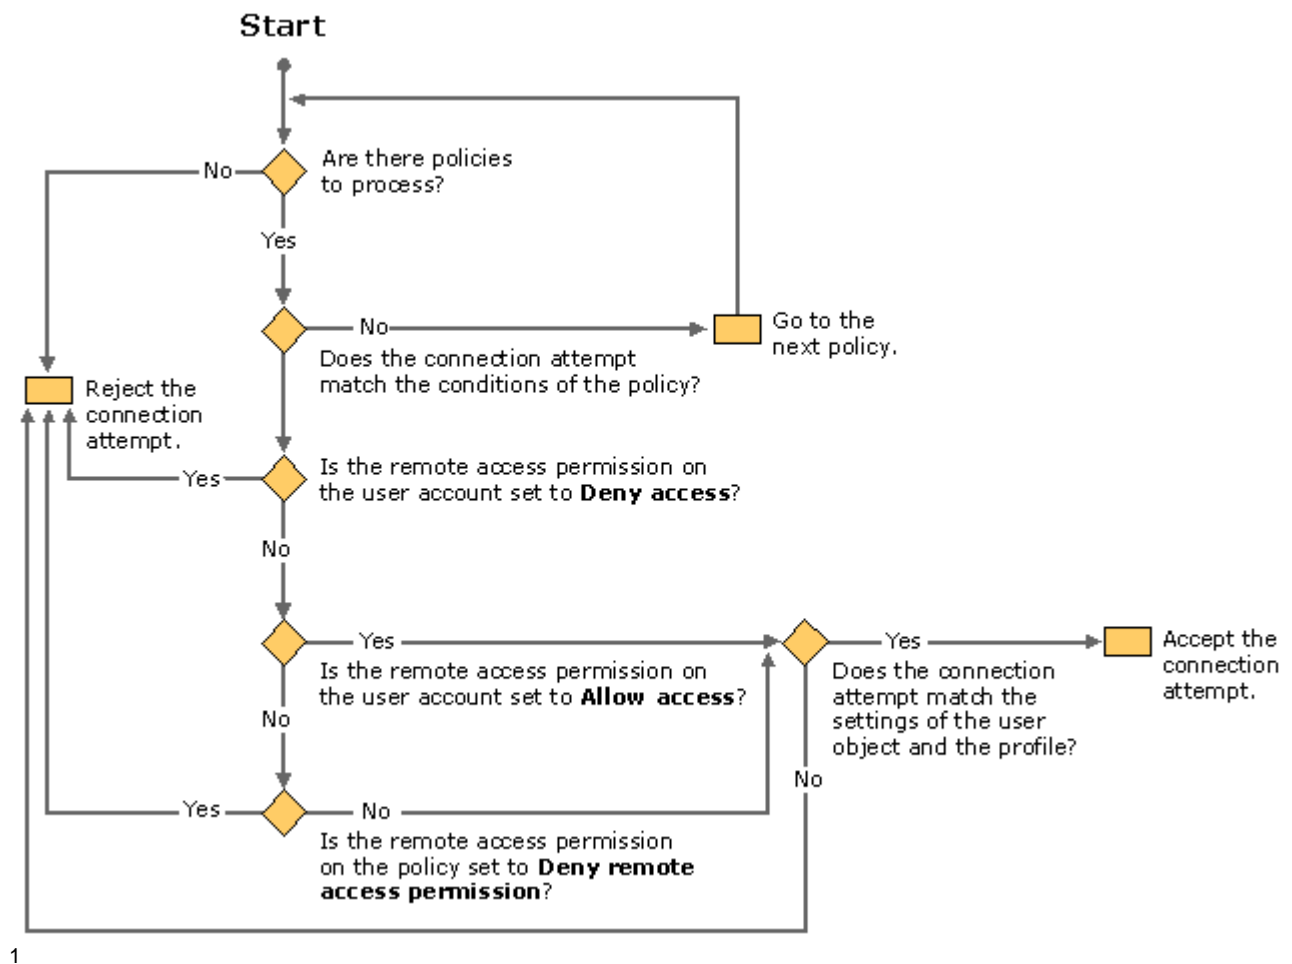 Start
No
Are there policies
to process?
Yes
No
Does the connection attempt
match the conditions of the policy?
Go to the
next policy.
Reject the
connection
attempt.
Yes
Is the remote access permission on
the user account set to Deny access?
No
Yes
Is the remote access permission on
the user account set to Allow access?
No
Yes
Does the connection
attempt match the
settings of the user
object and the profile?
No
Accept the
connection
attempt.
Yes
No
Is the remote access permission
on the policy set to Deny remote
access permission?
1